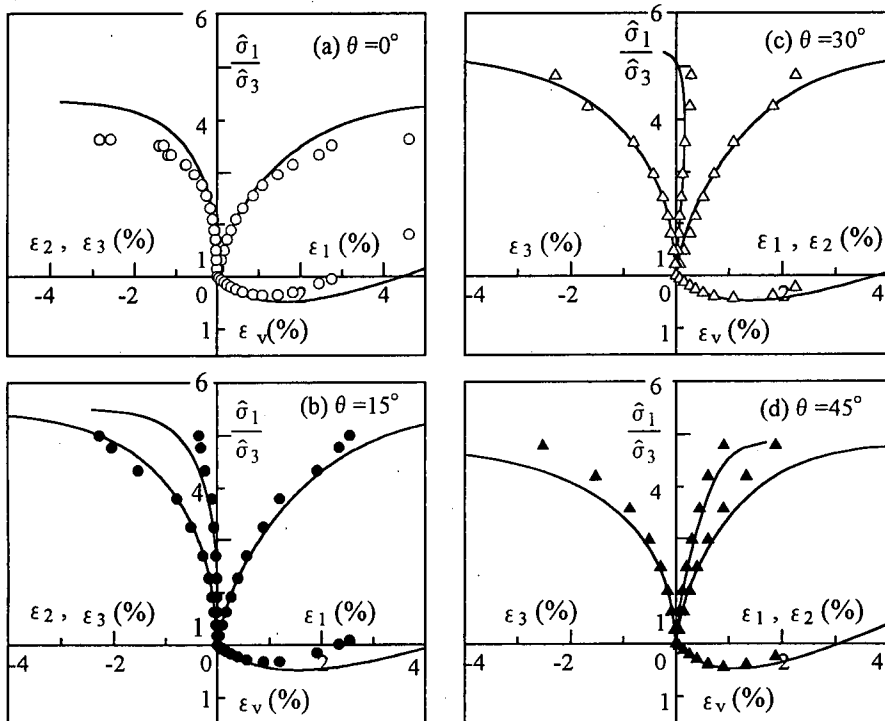 6
(a) θ =0°
σ̂1
σ̂3
4
ε2 , ε3 (%)
1
ε1 (%)
-4
-2
0
2
4
1
εv (%)
6
(c) θ =30°
σ̂1
σ̂3
4
ε3 (%)
1
ε1 , ε2 (%)
-4
-2
0
2
4
1
εv (%)
6
(b) θ =15°
σ̂1
σ̂3
4
ε2 , ε3 (%)
1
ε1 (%)
-4
-2
0
2
4
1
εv (%)
6
(d) θ =45°
σ̂1
σ̂3
4
ε3 (%)
1
ε1 , ε2 (%)
-4
-2
0
2
4
1
εv (%)